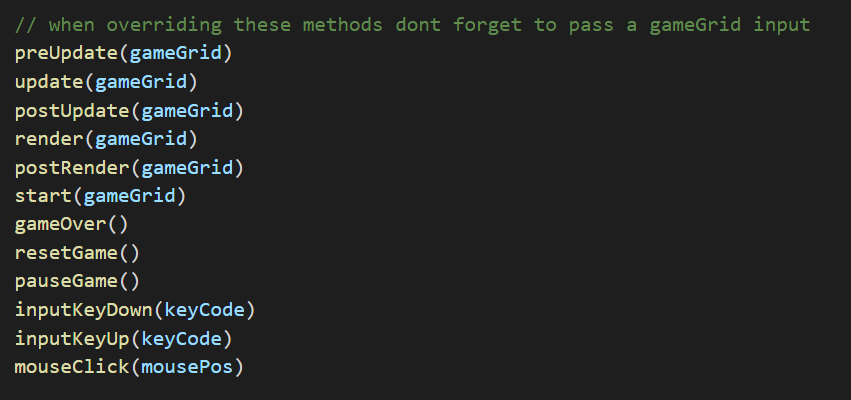 // when overriding these methods dont forget to pass a gameGrid input
preUpdate(gameGrid)
update(gameGrid)
postUpdate(gameGrid)
render(gameGrid)
postRender(gameGrid)
start(gameGrid)
gameOver()
resetGame()
pauseGame()
inputKeyDown(keyCode)
inputKeyUp(keyCode)
mouseClick(mousePos)